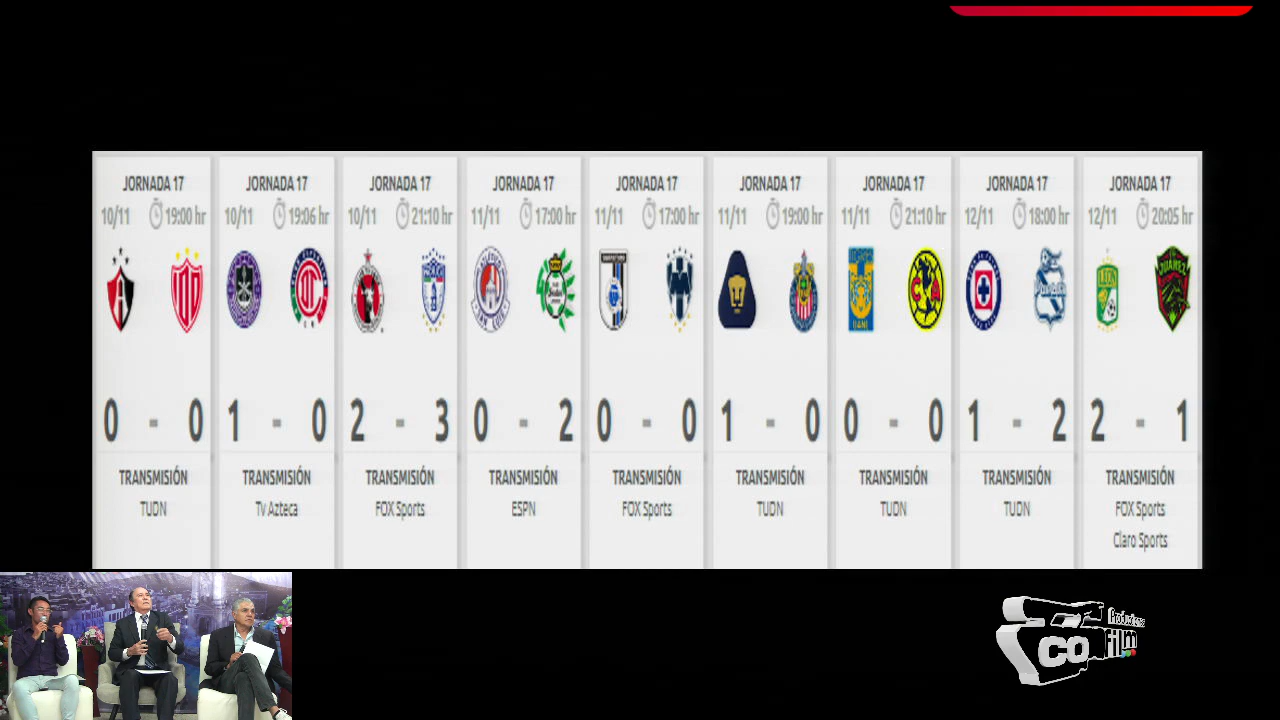 JORNADA 17
10/11 19:00 hr
0 - 0
TRANSMISIÓN
TUDN
JORNADA 17
10/11 19:06 hr
1 - 0
TRANSMISIÓN
Tv Azteca
JORNADA 17
10/11 21:10 hr
2 - 3
TRANSMISIÓN
FOX Sports
JORNADA 17
11/11 17:00 hr
0 - 2
TRANSMISIÓN
ESPN
JORNADA 17
11/11 17:00 hr
0 - 0
TRANSMISIÓN
FOX Sports
JORNADA 17
11/11 19:00 hr
1 - 0
TRANSMISIÓN
TUDN
JORNADA 17
11/11 21:10 hr
0 - 0
TRANSMISIÓN
TUDN
JORNADA 17
12/11 18:00 hr
1 - 2
TRANSMISIÓN
TUDN
JORNADA 17
12/11 20:05 hr
2 - 1
TRANSMISIÓN
FOX Sports
Claro Sports